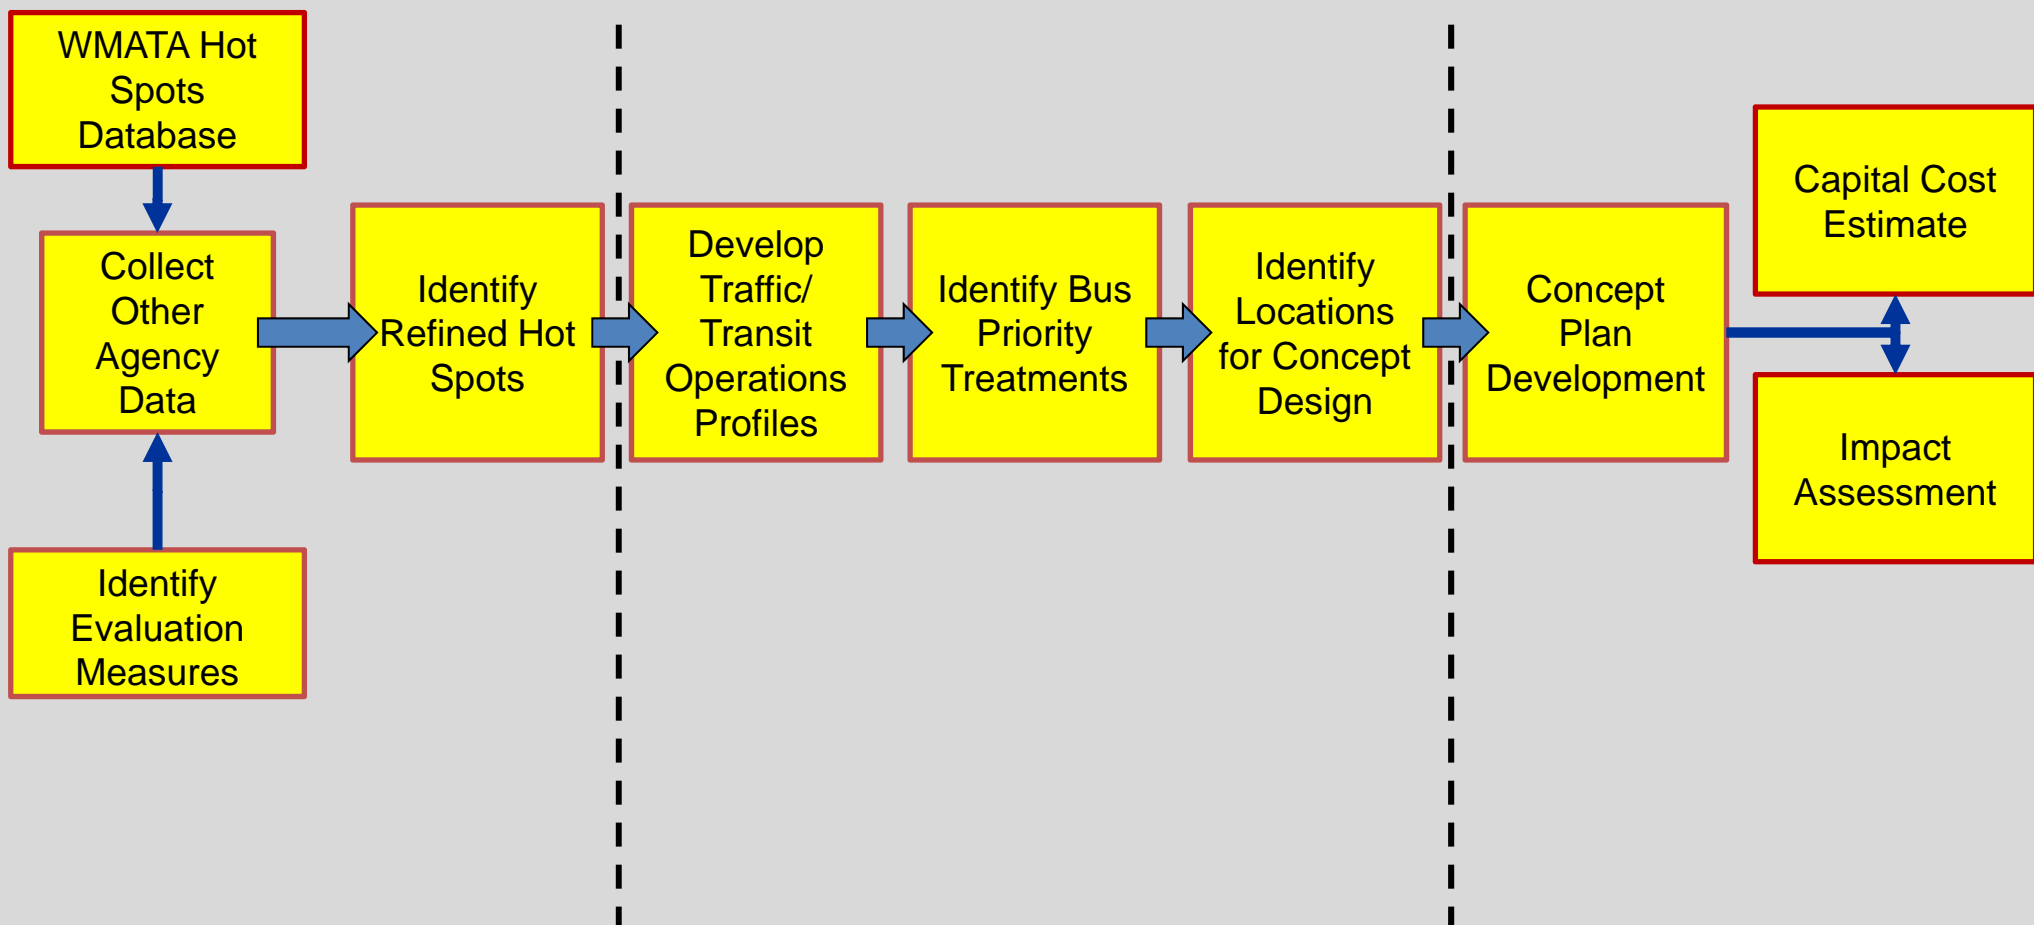 WMATA Hot
Spots
Database
Collect
Other
Agency
Data
Identify
Evaluation
Measures
Identify
Refined Hot
Spots
Develop
Traffic/
Transit
Operations
Profiles
Identify Bus
Priority
Treatments
Identify
Locations
for Concept
Design
Concept
Plan
Development
Capital Cost
Estimate
Impact
Assessment